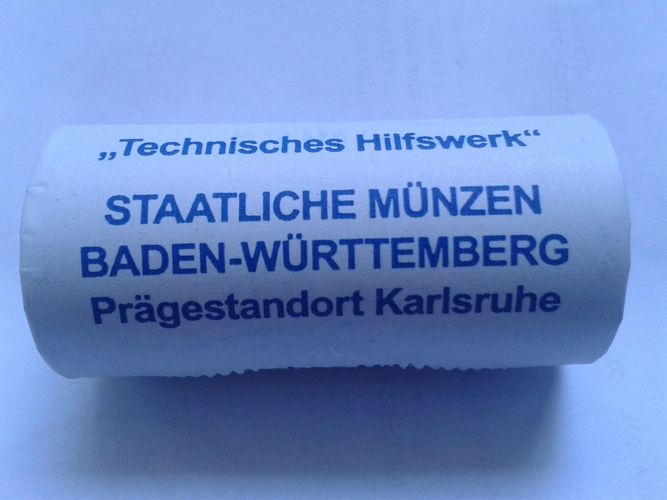 „Technisches Hilfswerk“
STAATLICHE MÜNZEN
BADEN-WÜRTTEMBERG
Prägestandort Karlsruhe